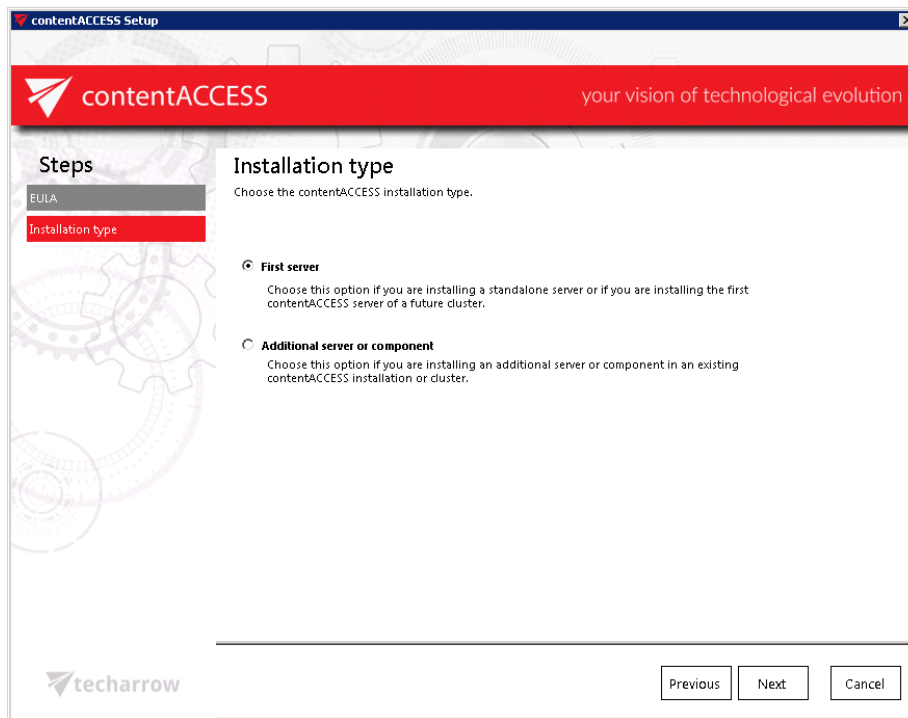 contentACCESS Setup
contentACCESS
your vision of technological evolution
Steps
EULA
Installation type
Installation type
Choose the contentACCESS installation type.
First server
Choose this option if you are installing a standalone server or if you are installing the first
contentACCESS server of a future cluster.
Additional server or component
Choose this option if you are installing an additional server or component in an existing
contentACCESS installation or cluster.
techarrow
Previous
Next
Cancel